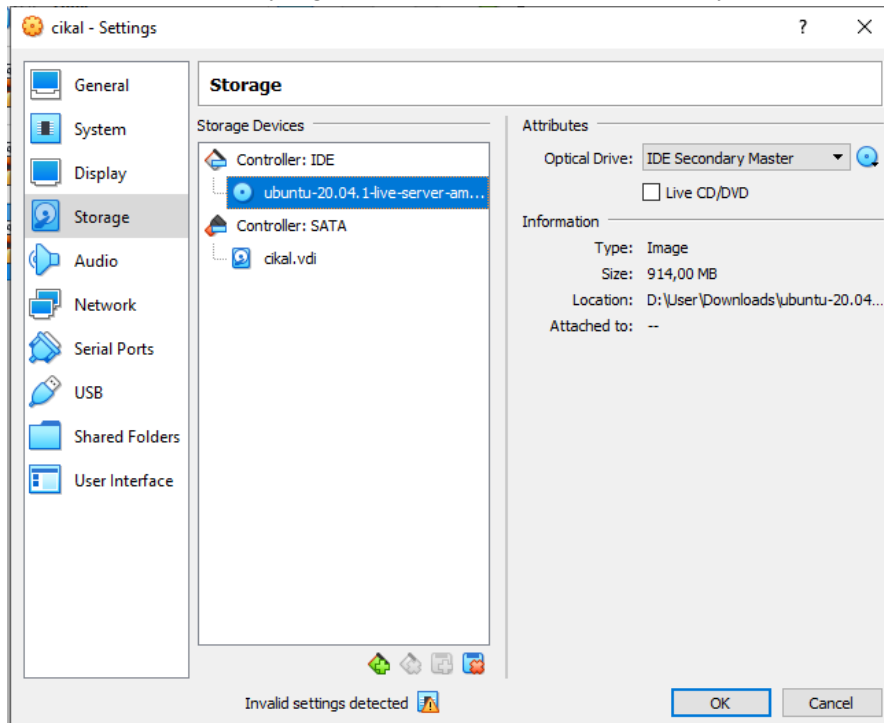 cikal - Settings
?
General
System
Display
Storage
Audio
Network
Serial Ports
USB
Shared Folders
User Interface
Storage
Storage Devices
Controller: IDE
ubuntu-20.04.1-live-server-am...
Controller: SATA
cikal.vdi
Attributes
Optical Drive: IDE Secondary Master
Live CD/DVD
Information
Type: Image
Size: 914,00 MB
Location: D:\User\Downloads\ubuntu-20.04...
Attached to: --
Invalid settings detected
OK
Cancel